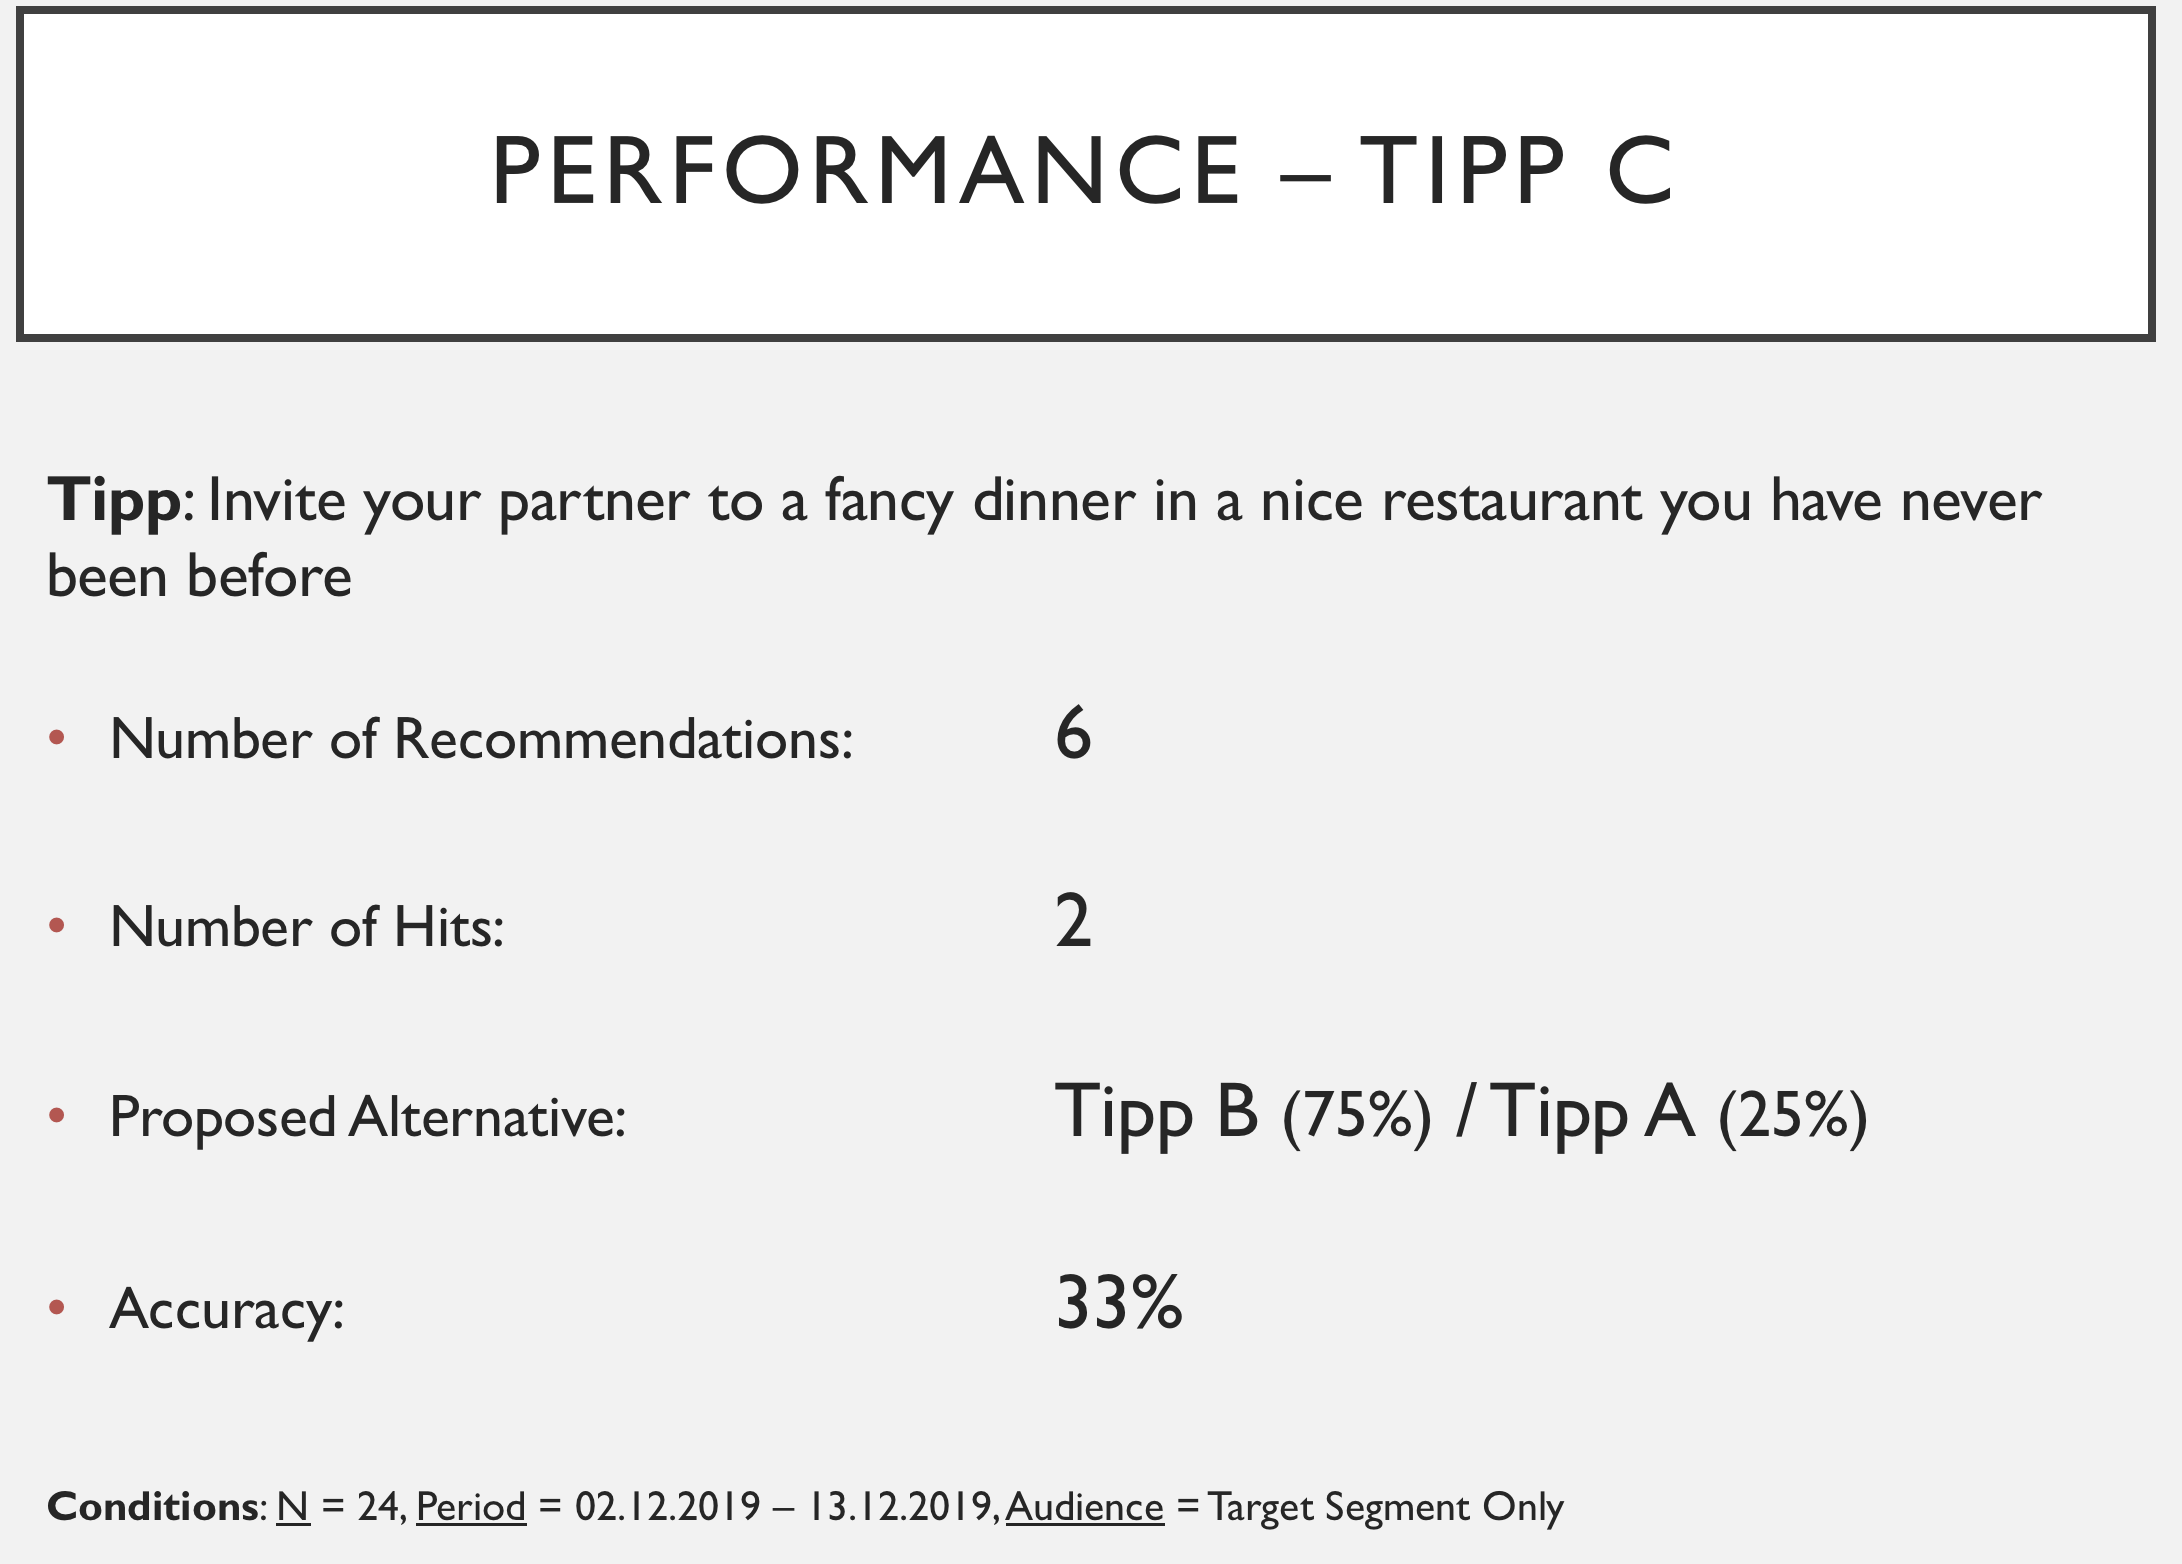 PERFORMANCE – TIPP C
Tipp: Invite your partner to a fancy dinner in a nice restaurant you have never
been before
• Number of Recommendations: 6
• Number of Hits: 2
• Proposed Alternative: Tipp B (75%) / Tipp A (25%)
• Accuracy: 33%
Conditions: N = 24, Period = 02.12.2019 – 13.12.2019, Audience = Target Segment Only